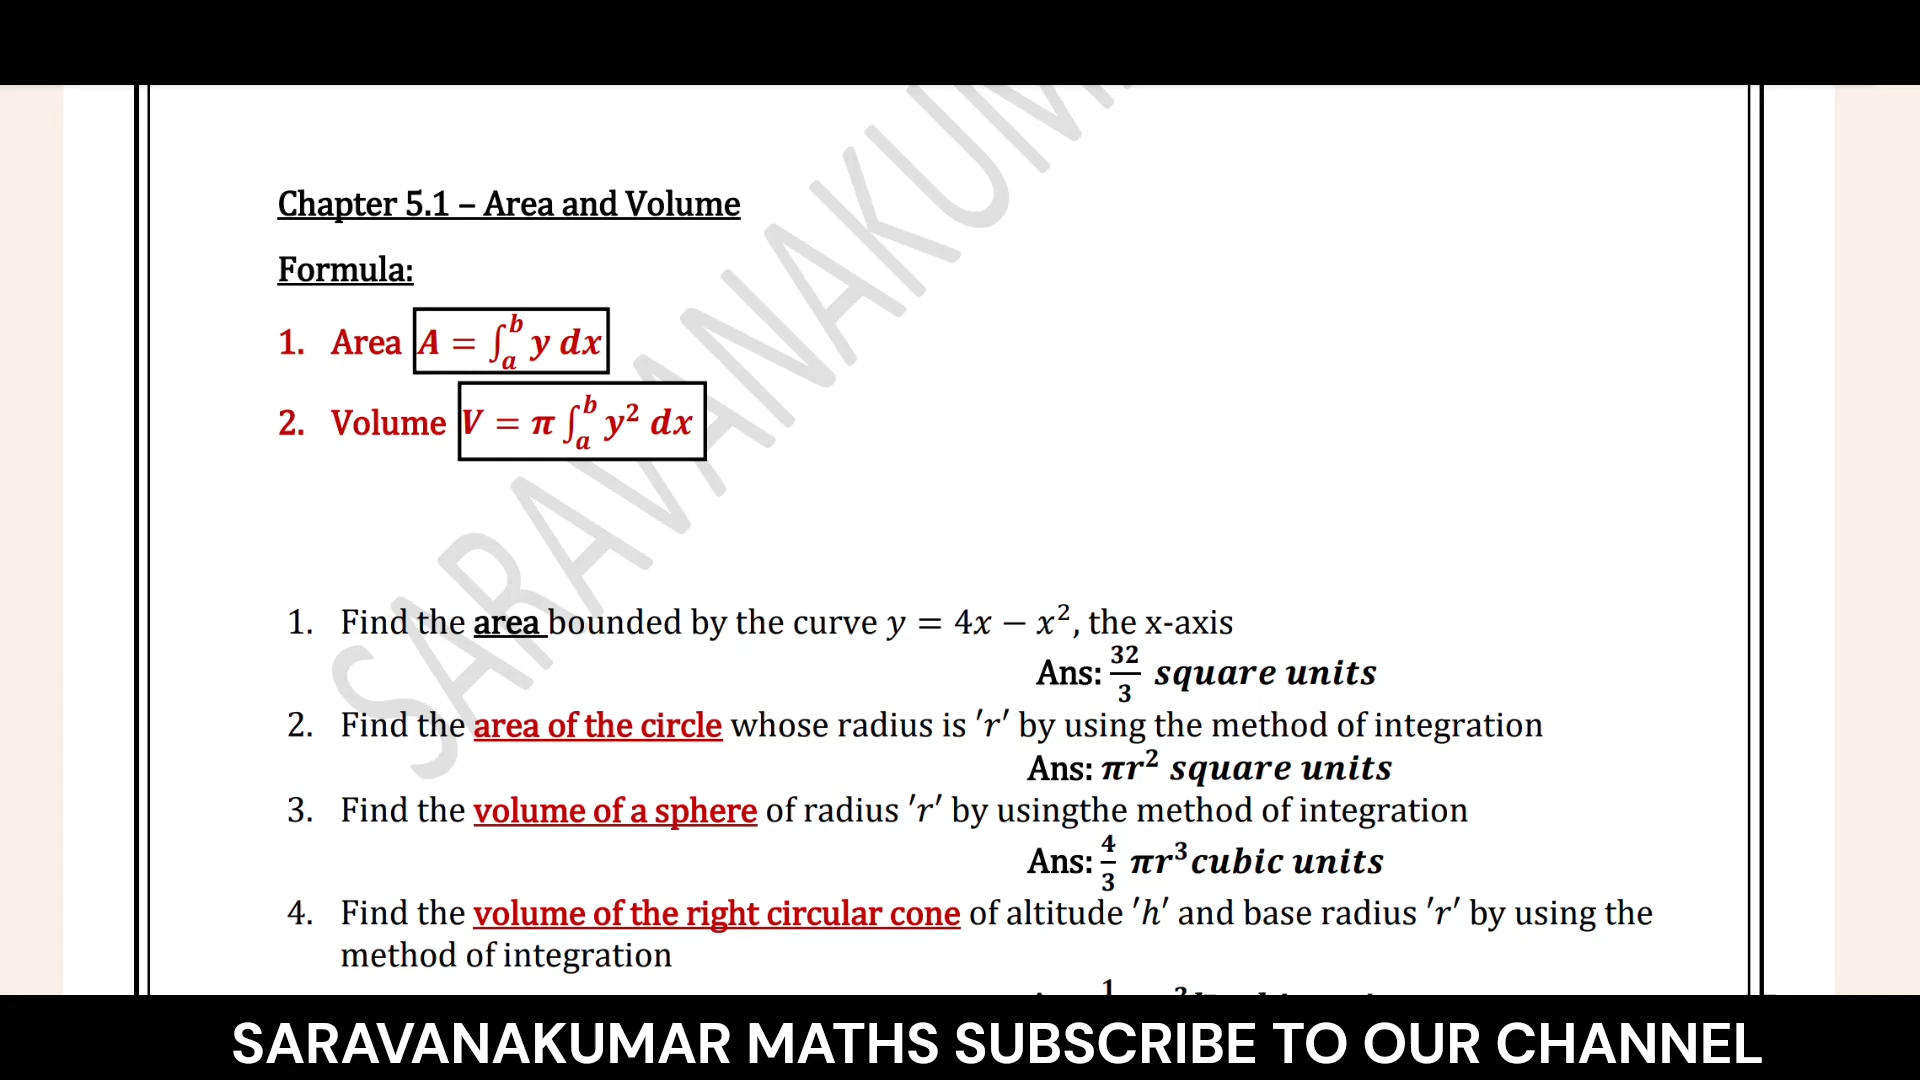 Chapter 5.1 – Area and Volume
Formula:
1. Area A = ∫ₐᵇ y dx
2. Volume V = π ∫ₐᵇ y² dx
1. Find the area bounded by the curve y = 4x − x², the x-axis
Ans: 32/3 square units
2. Find the area of the circle whose radius is ′r′ by using the method of integration
Ans: πr² square units
3. Find the volume of a sphere of radius ′r′ by usingthe method of integration
Ans: 4/3 πr³cubic units
4. Find the volume of the right circular cone of altitude ′h′ and base radius ′r′ by using the
method of integration
SARAVANAKUM
SARAVANAKUMAR MATHS SUBSCRIBE TO OUR CHANNEL